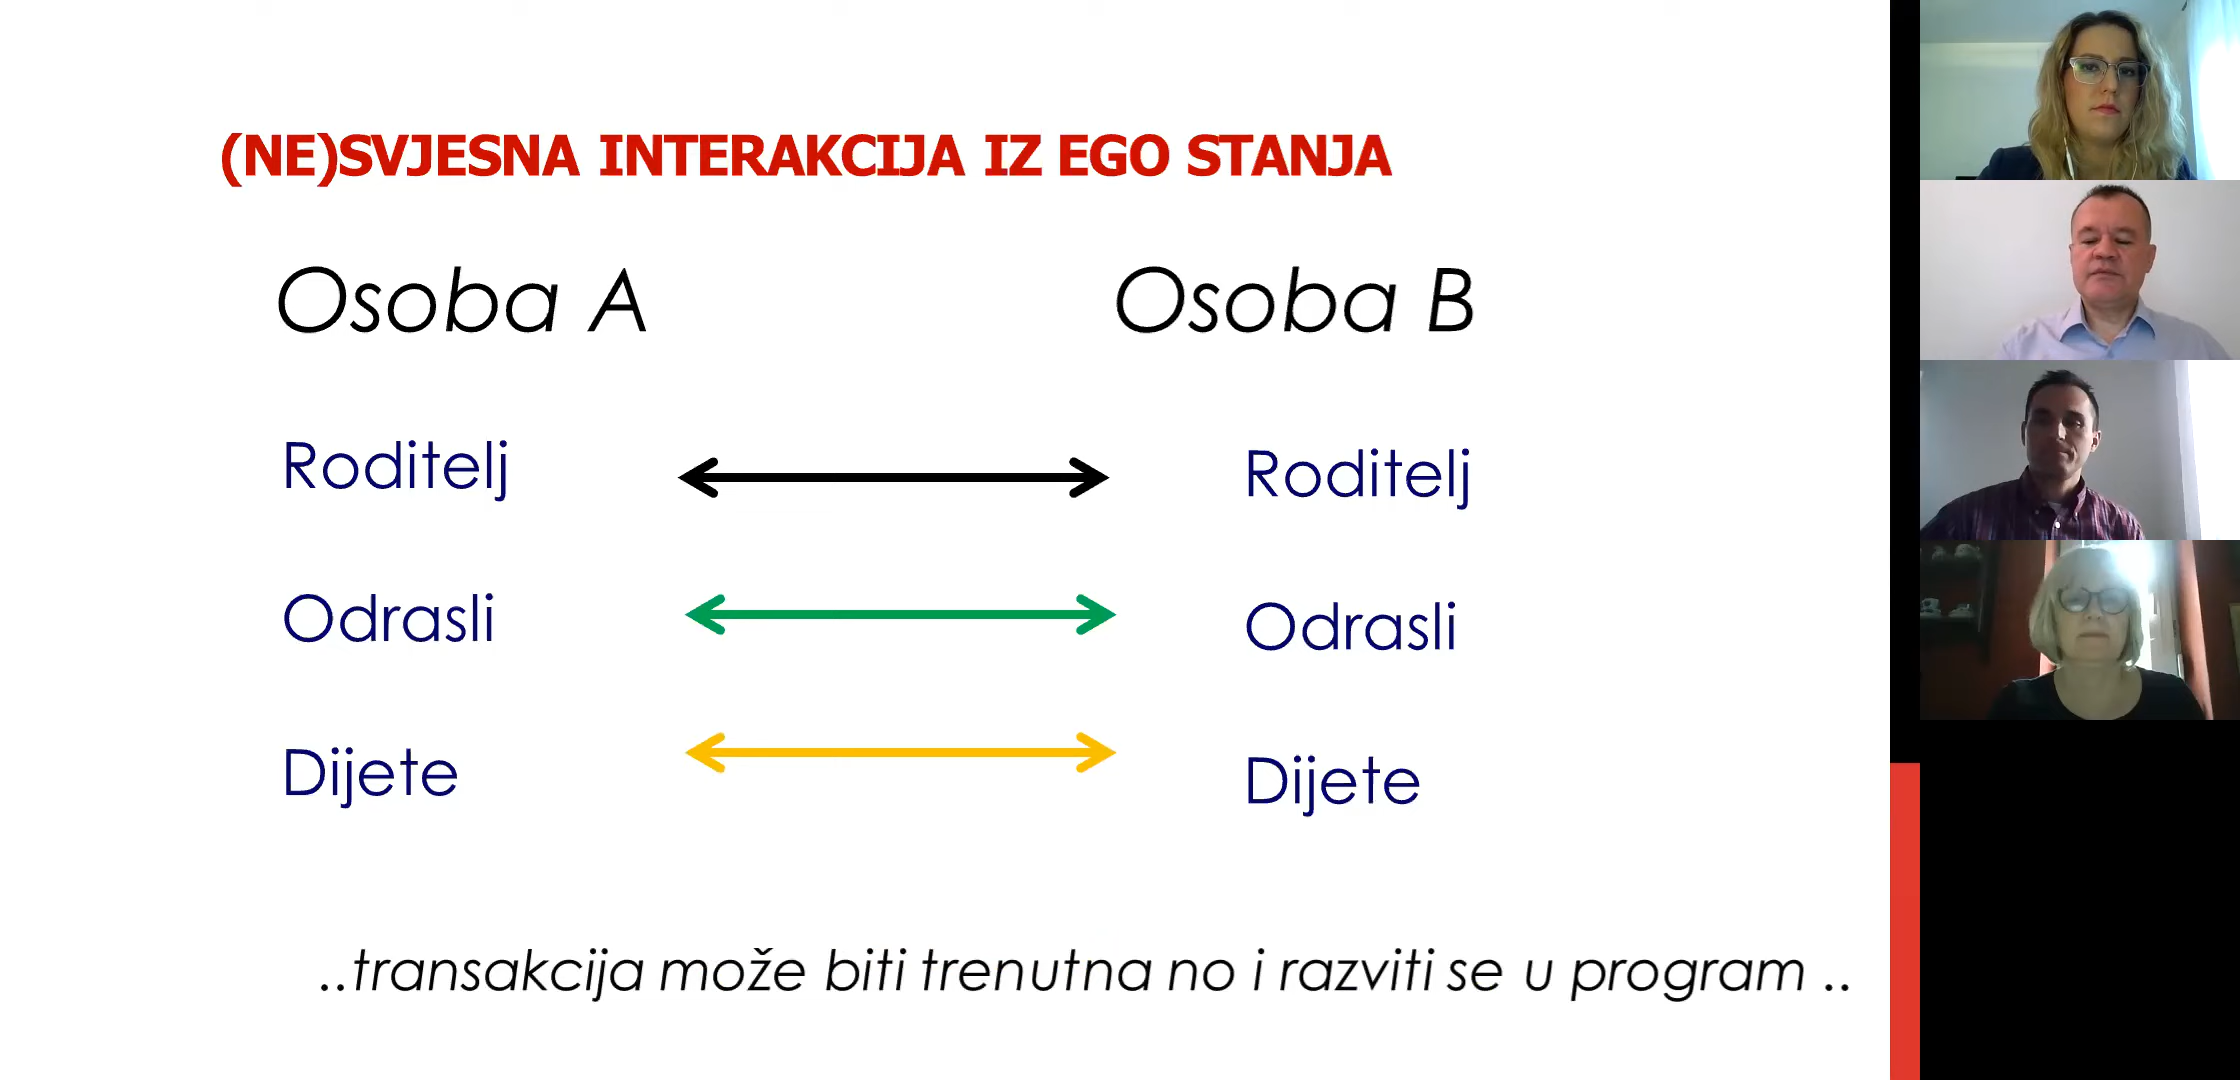 (NE)SVJESNA INTERAKCIJA IZ EGO STANJA
Osoba A
Osoba B
Roditelj
Roditelj
Odrasli
Odrasli
Dijete
Dijete
..transakcija može biti trenutna no i razviti se u program ..